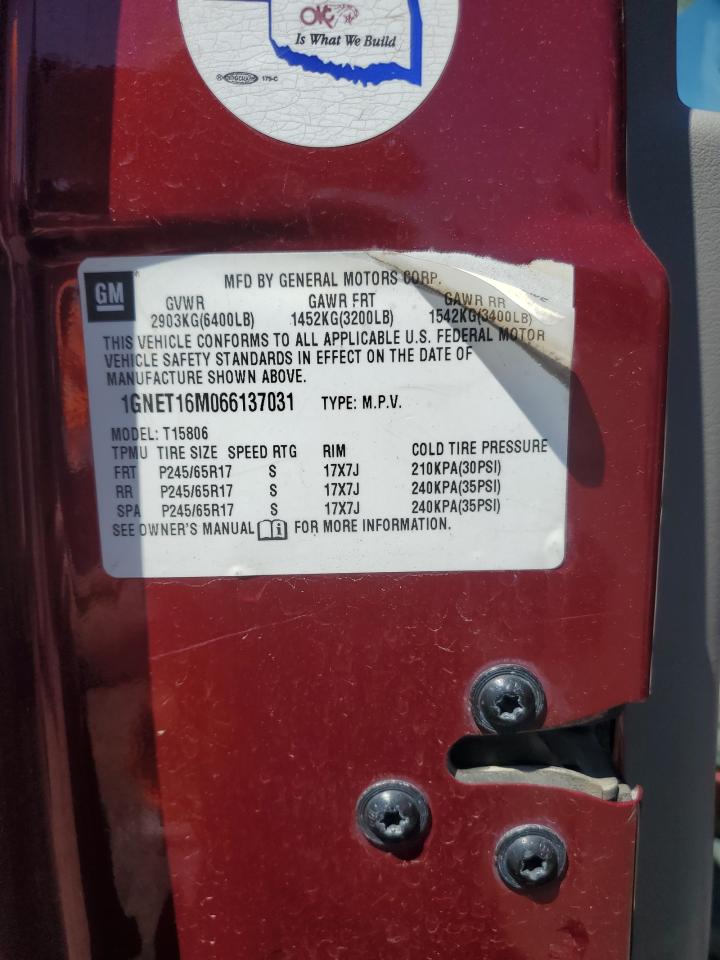 OKC
Is What We Build
® 179-C
GM
MFD BY GENERAL MOTORS CORP.
GVWR GAWR FRT GAWR RR
2903KG(6400LB) 1452KG(3200LB) 1542KG(3400LB)
THIS VEHICLE CONFORMS TO ALL APPLICABLE U.S. FEDERAL MOTOR
VEHICLE SAFETY STANDARDS IN EFFECT ON THE DATE OF
MANUFACTURE SHOWN ABOVE.
1GNET16M066137031 TYPE: M.P.V.
MODEL: T15806
TPMU TIRE SIZE SPEED RTG RIM COLD TIRE PRESSURE
FRT P245/65R17 S 17X7J 210KPA(30PSI)
RR P245/65R17 S 17X7J 240KPA(35PSI)
SPA P245/65R17 S 17X7J 240KPA(35PSI)
SEE OWNER'S MANUAL FOR MORE INFORMATION.